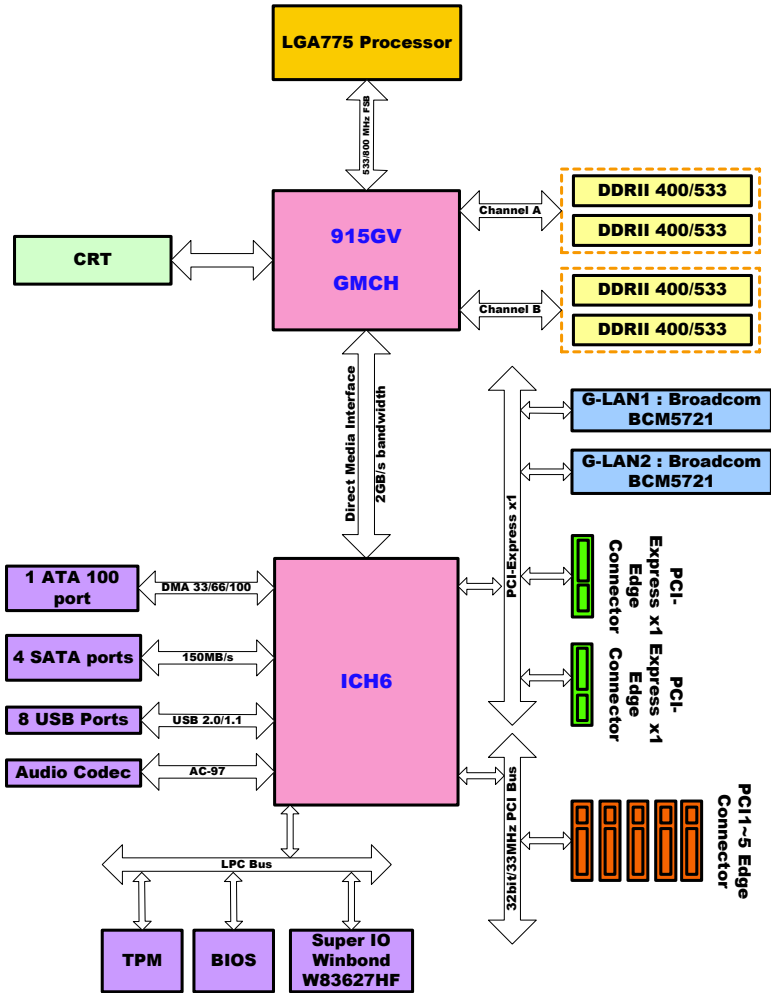 LGA775 Processor
533/800 MHz FSB
915GV
GMCH
CRT
Channel A
DDRII 400/533
DDRII 400/533
Channel B
DDRII 400/533
DDRII 400/533
Direct Media Interface
2GB/s bandwidth
PCI-Express x1
G-LAN1 : Broadcom
BCM5721
G-LAN2 : Broadcom
BCM5721
PCI-
Express x1
Edge
Connector
PCI-
Express x1
Edge
Connector
1 ATA 100
port
DMA 33/66/100
4 SATA ports
150MB/s
ICH6
8 USB Ports
USB 2.0/1.1
Audio Codec
AC-97
32bit/33MHz PCI Bus
PCI1~5 Edge
Connector
LPC Bus
TPM
BIOS
Super IO
Winbond
W83627HF